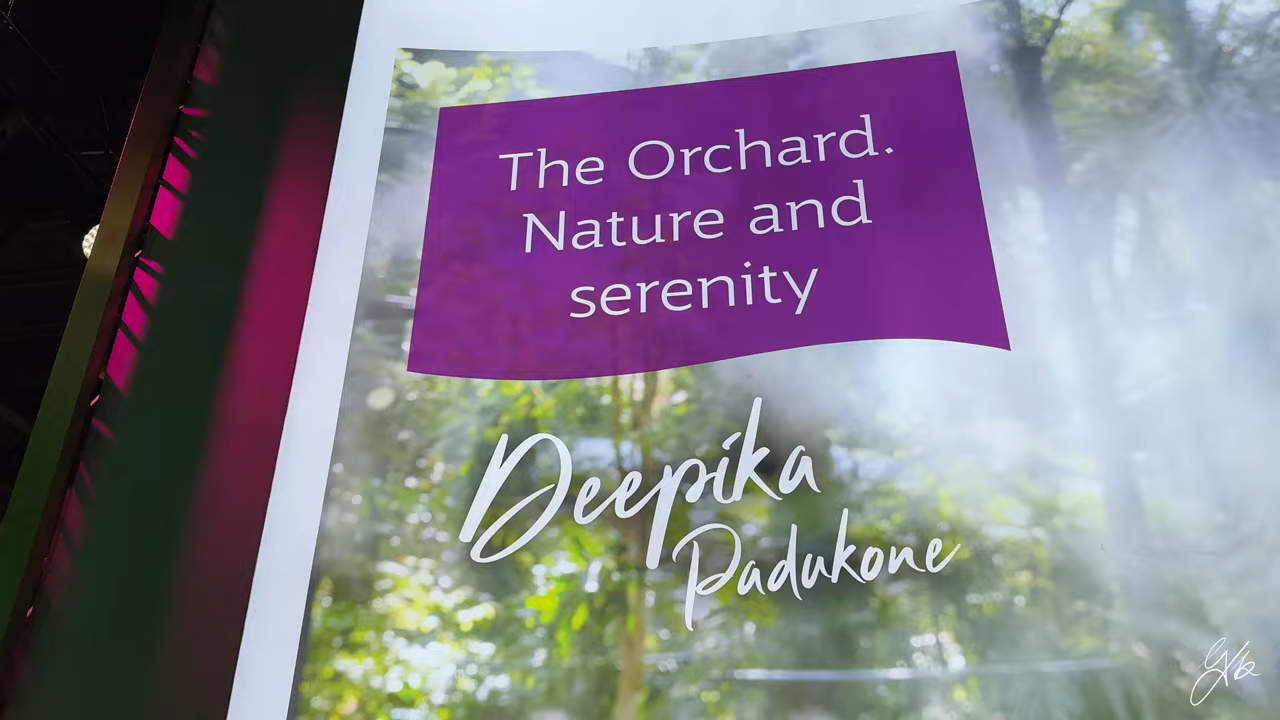 The Orchard.
Nature and
serenity
Deepika
Padukone